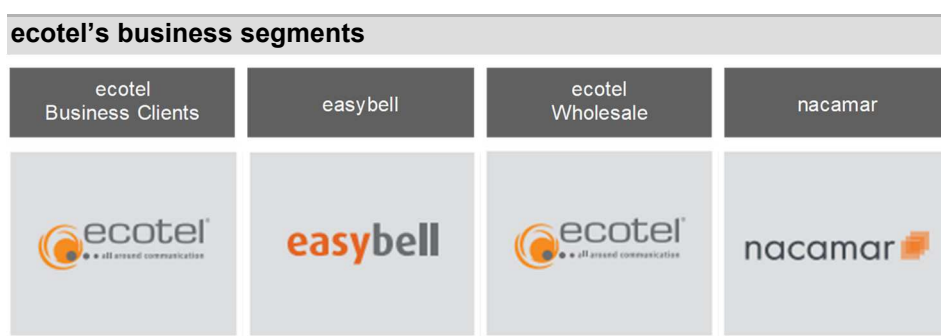 ecotel's business segments
ecotel
Business Clients
easybell
ecotel
Wholesale
nacamar
ecotel
all around communication
easybell
ecotel
all around communication
nacamar